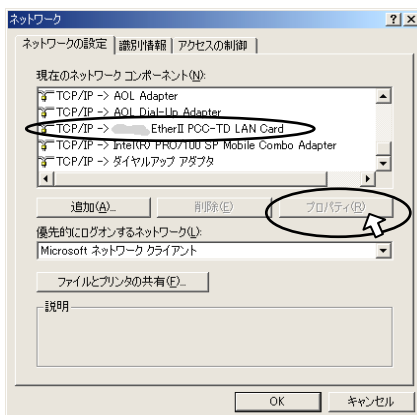 ネットワーク
ネットワークの設定 識別情報 アクセスの制御
現在のネットワーク コンポーネント(N):
TCP/IP -> AOL Adapter
TCP/IP -> AOL Dial-Up Adapter
TCP/IP -> EtherII PCC-TD LAN Card
TCP/IP -> Intel(R) PRO/100 SP Mobile Combo Adapter
TCP/IP -> ダイヤルアップ アダプタ
追加(A)... 削除(E) プロパティ(R)
優先的にログオンするネットワーク(L):
Microsoft ネットワーク クライアント
ファイルとプリンタの共有(F)...
説明
OK キャンセル